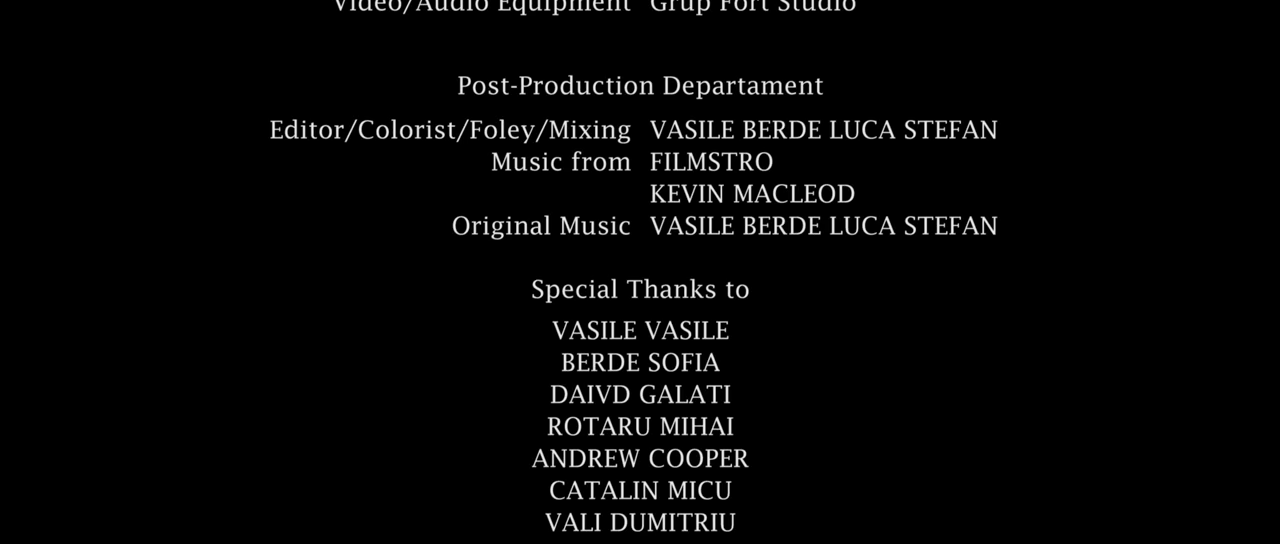 Video/Audio Equipment Grup Fort Studio
Post-Production Departament
Editor/Colorist/Foley/Mixing VASILE BERDE LUCA STEFAN
Music from FILMSTRO
KEVIN MACLEOD
Original Music VASILE BERDE LUCA STEFAN
Special Thanks to
VASILE VASILE
BERDE SOFIA
DAIVD GALATI
ROTARU MIHAI
ANDREW COOPER
CATALIN MICU
VALI DUMITRIU